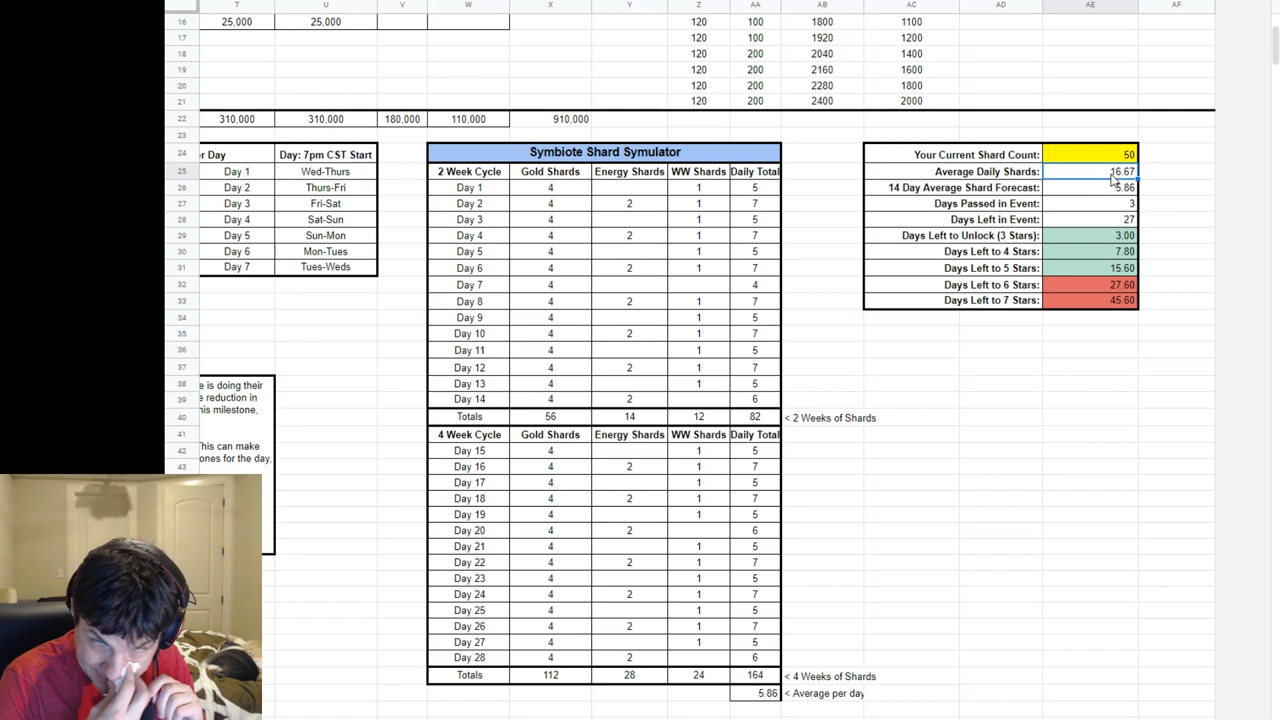 T U V W X Y Z AA AB AC AD AE AF
16 25,000 25,000 120 100 1800 1100
17 120 100 1920 1200
18 120 200 2040 1400
19 120 200 2160 1600
20 120 200 2280 1800
21 120 200 2400 2000
22 310,000 310,000 180,000 110,000 910,000
23
24 r Day Day: 7pm CST Start Symbiote Shard Symulator Your Current Shard Count: 50
25 Day 1 Wed-Thurs 2 Week Cycle Gold Shards Energy Shards WW Shards Daily Total Average Daily Shards: 16.67
26 Day 2 Thurs-Fri Day 1 4 1 5 14 Day Average Shard Forecast: 5.86
27 Day 3 Fri-Sat Day 2 4 2 1 7 Days Passed in Event: 3
28 Day 4 Sat-Sun Day 3 4 1 5 Days Left in Event: 27
29 Day 5 Sun-Mon Day 4 4 2 1 7 Days Left to Unlock (3 Stars): 3.00
30 Day 6 Mon-Tues Day 5 4 1 5 Days Left to 4 Stars: 7.80
31 Day 7 Tues-Weds Day 6 4 2 1 7 Days Left to 5 Stars: 15.60
32 Day 7 4 4 Days Left to 6 Stars: 27.60
33 Day 8 4 2 1 7 Days Left to 7 Stars: 45.60
34 Day 9 4 1 5
35 Day 10 4 2 1 7
36 Day 11 4 1 5
37 Day 12 4 2 1 7
38 e is doing their Day 13 4 1 5
39 e reduction in Day 14 4 2 6
40 his milestone, Totals 56 14 12 82 < 2 Weeks of Shards
41 4 Week Cycle Gold Shards Energy Shards WW Shards Daily Total
42 This can make Day 15 4 1 5
43 ones for the day, Day 16 4 2 1 7
Day 17 4 1 5
Day 18 4 2 1 7
Day 19 4 1 5
Day 20 4 2 6
Day 21 4 1 5
Day 22 4 2 1 7
Day 23 4 1 5
Day 24 4 2 1 7
Day 25 4 1 5
Day 26 4 2 1 7
Day 27 4 1 5
Day 28 4 2 6
Totals 112 28 24 164 < 4 Weeks of Shards
5.86 < Average per day